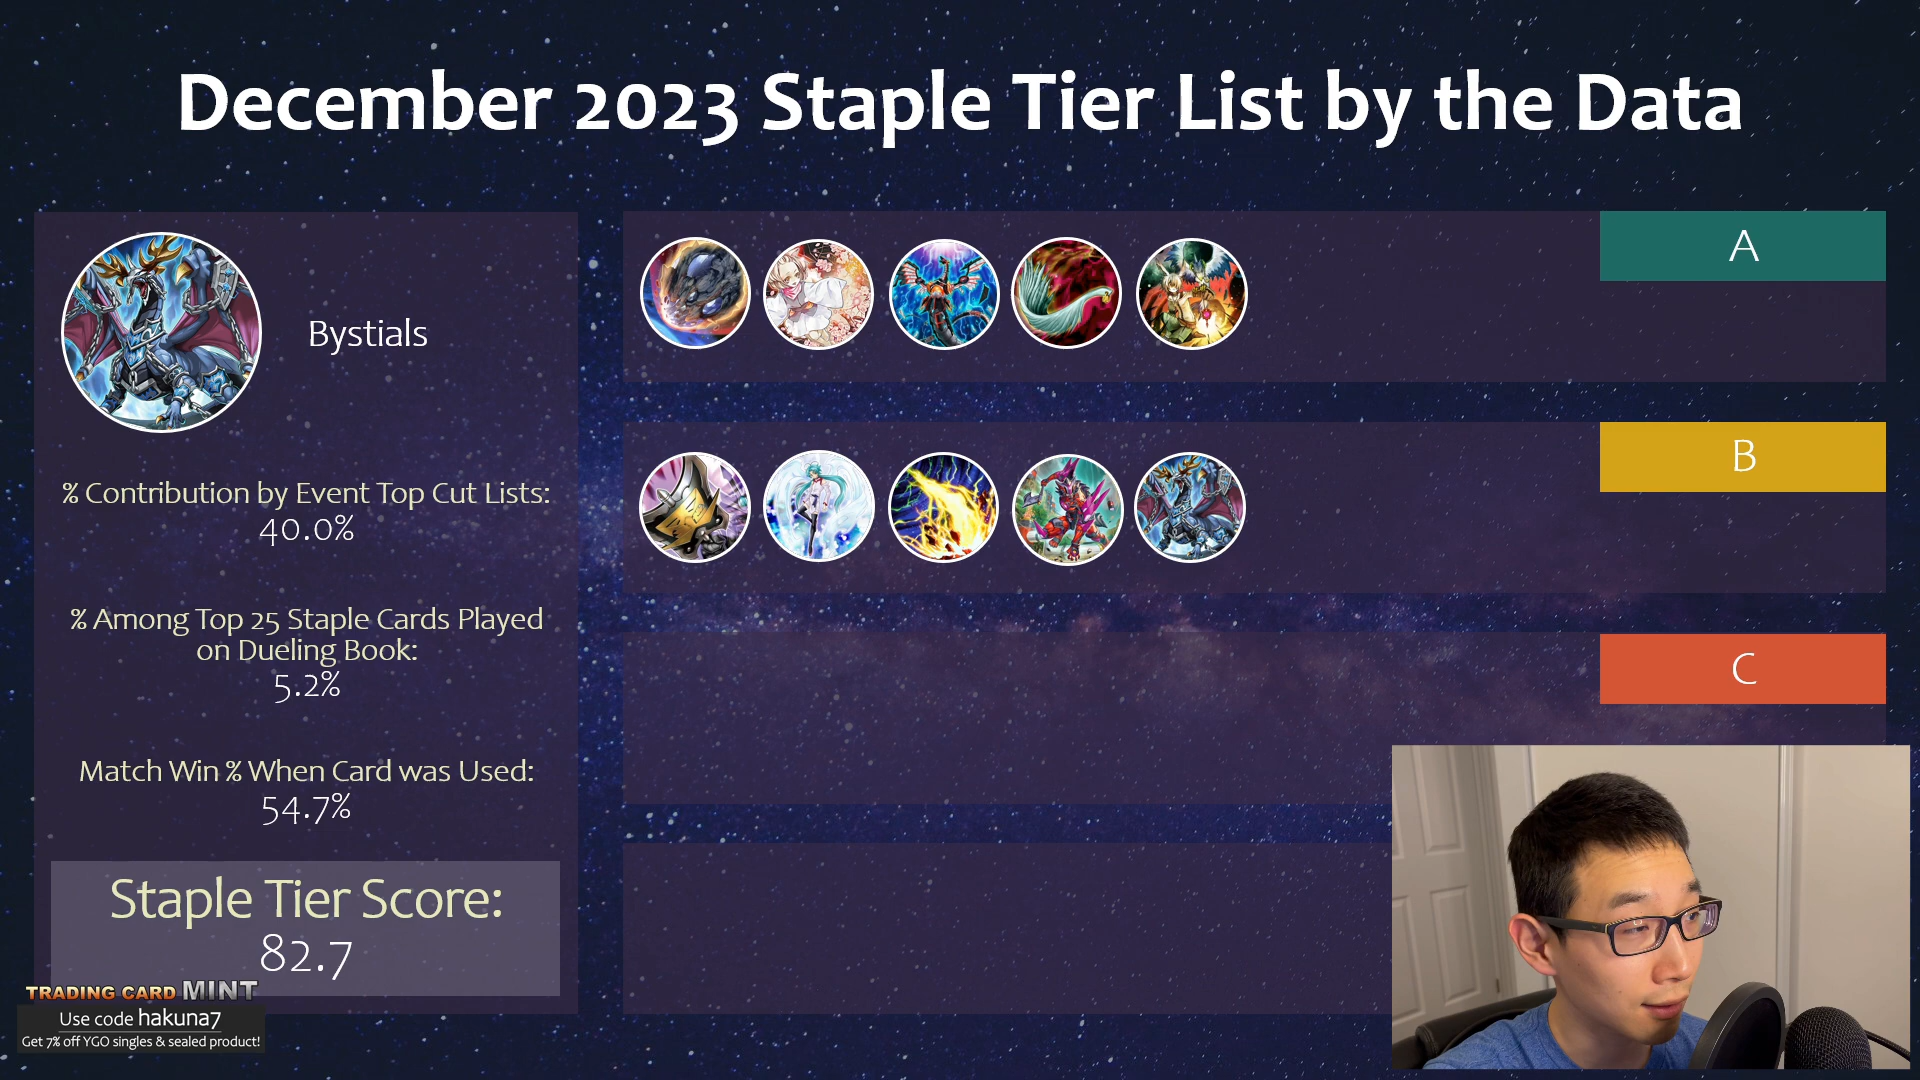 December 2023 Staple Tier List by the Data
Bystials
% Contribution by Event Top Cut Lists:
40.0%
% Among Top 25 Staple Cards Played
on Dueling Book:
5.2%
Match Win % When Card was Used:
54.7%
Staple Tier Score:
82.7
TRADING CARD MINT
Use code hakuna7
Get 7% off YGO singles & sealed product!
A
B
C